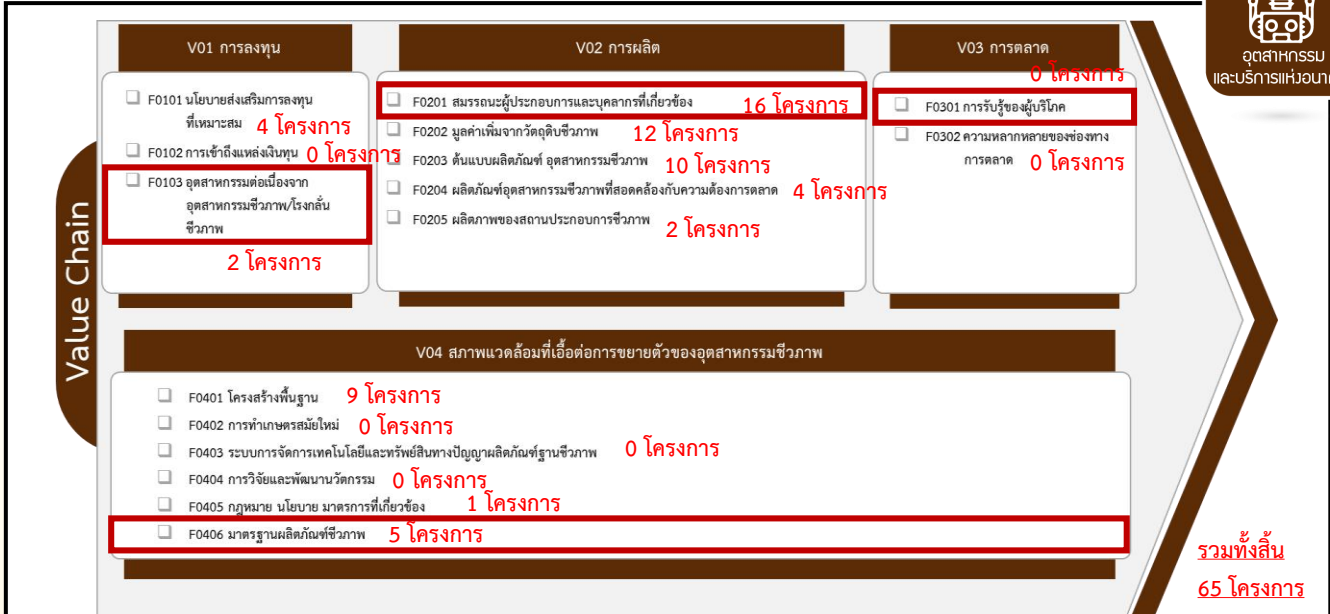 อุตสาหกรรม
และบริการแห่งอนาค
Value Chain
V01 การลงทุน
F0101 นโยบายส่งเสริมการลงทุน
ที่เหมาะสม 4 โครงการ
F0102 การเข้าถึงแหล่งเงินทุน 0 โครงการ
F0103 อุตสาหกรรมต่อเนื่องจาก
อุตสาหกรรมชีวภาพ/โรงกลั่น
ชีวภาพ
2 โครงการ
V02 การผลิต
F0201 สมรรถนะผู้ประกอบการและบุคลากรที่เกี่ยวข้อง 16 โครงการ
F0202 มูลค่าเพิ่มจากวัตถุดิบชีวภาพ 12 โครงการ
F0203 ต้นแบบผลิตภัณฑ์ อุตสาหกรรมชีวภาพ 10 โครงการ
F0204 ผลิตภัณฑ์อุตสาหกรรมชีวภาพที่สอดคล้องกับความต้องการตลาด 4 โครงการ
F0205 ผลิตภาพของสถานประกอบการชีวภาพ 2 โครงการ
V03 การตลาด
0 โครงการ
F0301 การรับรู้ของผู้บริโภค
F0302 ความหลากหลายของช่องทาง
การตลาด 0 โครงการ
V04 สภาพแวดล้อมที่เอื้อต่อการขยายตัวของอุตสาหกรรมชีวภาพ
F0401 โครงสร้างพื้นฐาน 9 โครงการ
F0402 การทำเกษตรสมัยใหม่ 0 โครงการ
F0403 ระบบการจัดการเทคโนโลยีและทรัพย์สินทางปัญญาผลิตภัณฑ์ฐานชีวภาพ 0 โครงการ
F0404 การวิจัยและพัฒนานวัตกรรม 0 โครงการ
F0405 กฎหมาย นโยบาย มาตรการที่เกี่ยวข้อง 1 โครงการ
F0406 มาตรฐานผลิตภัณฑ์ชีวภาพ 5 โครงการ
รวมทั้งสิ้น
65 โครงการ